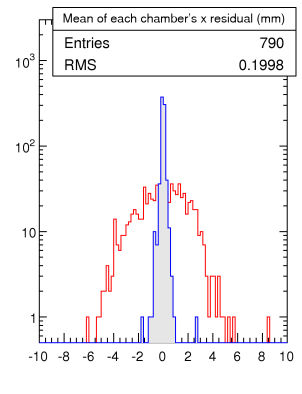 Mean of each chamber's x residual (mm)
Entries 790
RMS 0.1998
10³
10²
10
1
-10 -8 -6 -4 -2 0 2 4 6 8 10